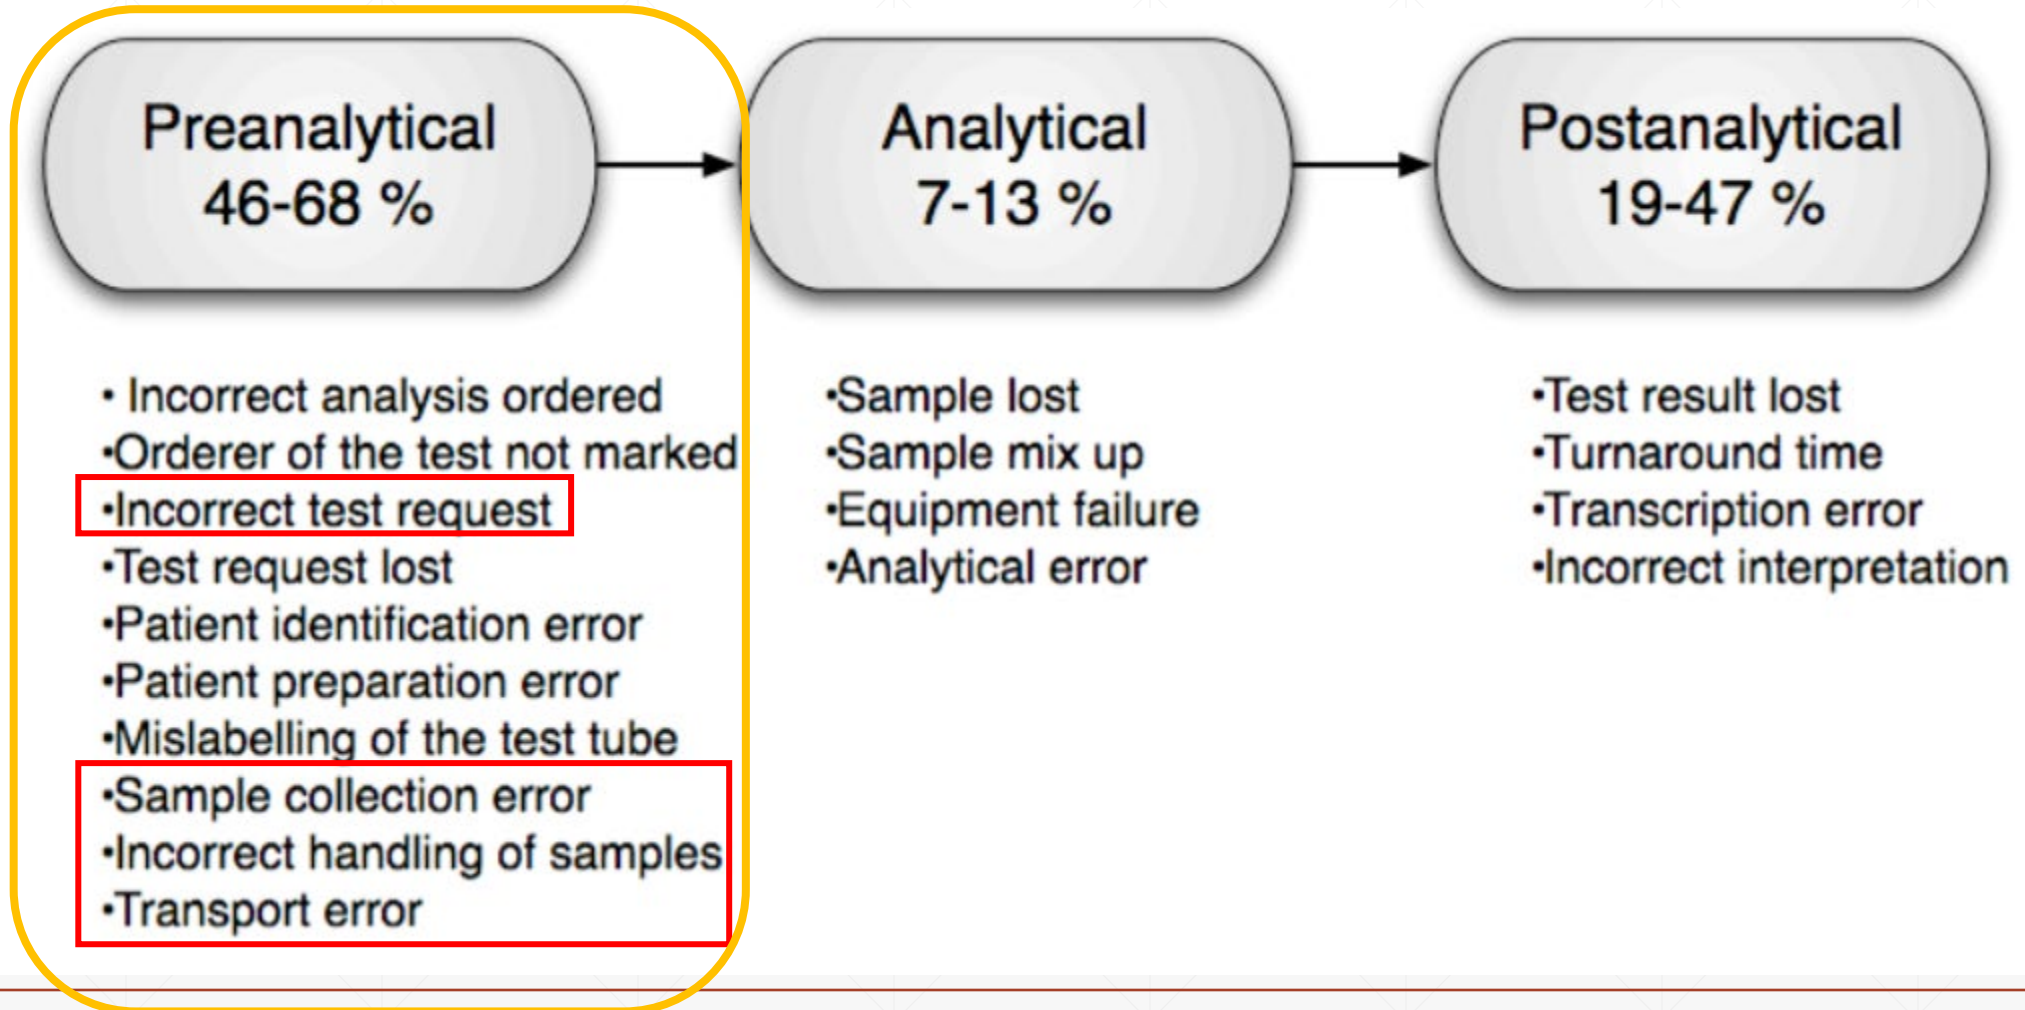 Preanalytical
46-68 %
• Incorrect analysis ordered
•Orderer of the test not marked
•Incorrect test request
•Test request lost
•Patient identification error
•Patient preparation error
•Mislabelling of the test tube
•Sample collection error
•Incorrect handling of samples
•Transport error
Analytical
7-13 %
•Sample lost
•Sample mix up
•Equipment failure
•Analytical error
Postanalytical
19-47 %
•Test result lost
•Turnaround time
•Transcription error
•Incorrect interpretation